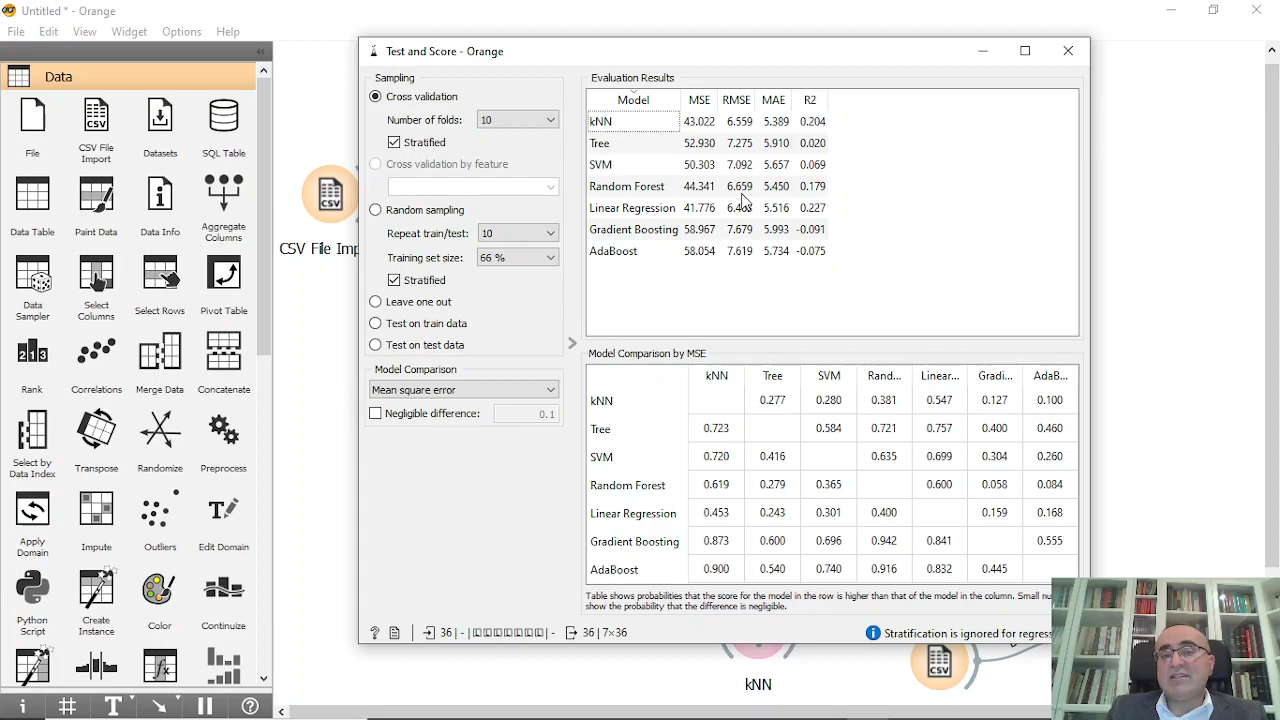 Untitled * - Orange
File Edit View Widget Options Help
Data
File
CSV File Import
Datasets
SQL Table
Data Table
Paint Data
Data Info
Aggregate Columns
Data Sampler
Select Columns
Select Rows
Pivot Table
Rank
Correlations
Merge Data
Concatenate
Select by Data Index
Transpose
Randomize
Preprocess
Apply Domain
Impute
Outliers
Edit Domain
Python Script
Create Instance
Color
Continuize
CSV
CSV File Imp
Test and Score - Orange
Sampling
Cross validation
Number of folds: 10
Stratified
Cross validation by feature
Random sampling
Repeat train/test: 10
Training set size: 66 %
Stratified
Leave one out
Test on train data
Test on test data
Model Comparison
Mean square error
Negligible difference: 0.1
Evaluation Results
Model MSE RMSE MAE R2
kNN 43.022 6.559 5.389 0.204
Tree 52.930 7.275 5.910 0.020
SVM 50.303 7.092 5.657 0.069
Random Forest 44.341 6.659 5.450 0.179
Linear Regression 41.776 5.516 0.227
Gradient Boosting 58.967 7.679 5.993 -0.091
AdaBoost 58.054 7.619 5.734 -0.075
Model Comparison by MSE
kNN Tree SVM Rand... Linear... Gradi... AdaB...
kNN 0.277 0.280 0.381 0.547 0.127 0.100
Tree 0.723 0.584 0.721 0.757 0.400 0.460
SVM 0.720 0.416 0.635 0.699 0.304 0.260
Random Forest 0.619 0.279 0.365 0.600 0.058 0.084
Linear Regression 0.453 0.243 0.301 0.400 0.159 0.168
Gradient Boosting 0.873 0.600 0.696 0.942 0.841 0.555
AdaBoost 0.900 0.540 0.740 0.916 0.832 0.445
Table shows probabilities that the score for the model in the row is higher than that of the model in the column. Small nu
show the probability that the difference is negligible.
36 | - | - 36 | 7×36
Stratification is ignored for regress
kNN
CSV